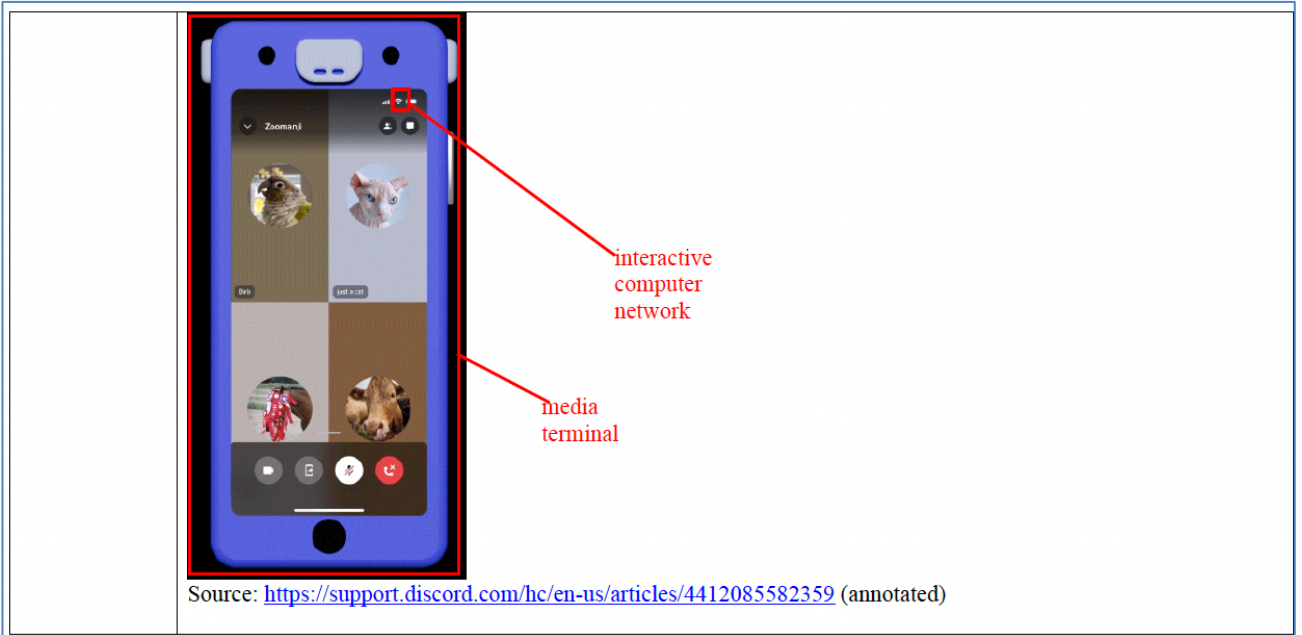 Zoomanji
Birb
just a cat
interactive
computer
network
media
terminal
Source: https://support.discord.com/hc/en-us/articles/4412085582359 (annotated)